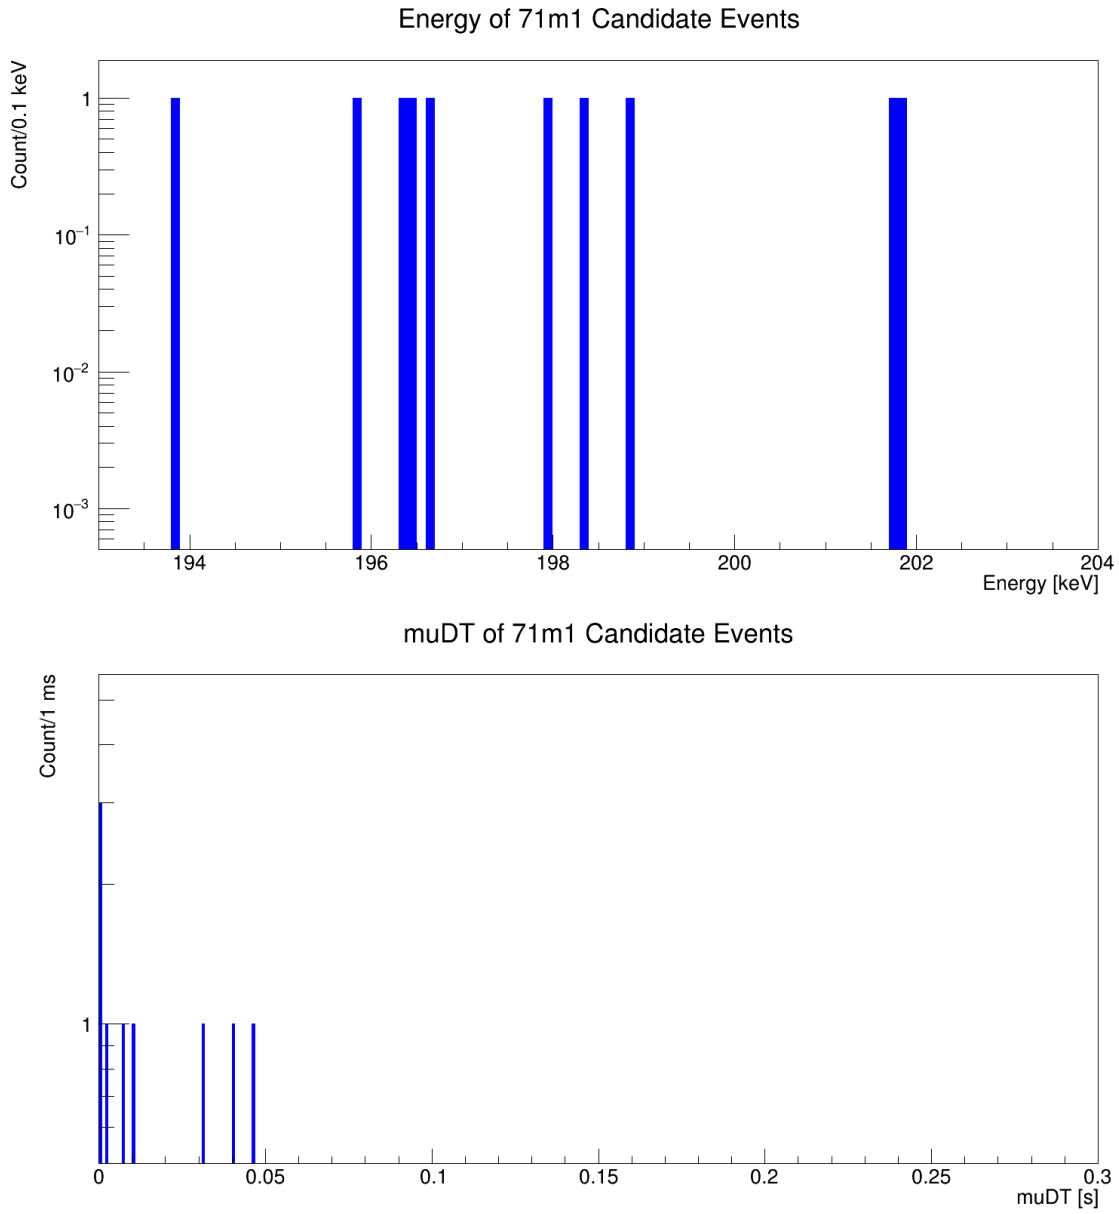 Energy of 71m1 Candidate Events
Count/0.1 keV
1
10⁻¹
10⁻²
10⁻³
194 196 198 200 202 204
Energy [keV]
muDT of 71m1 Candidate Events
Count/1 ms
1
0 0.05 0.1 0.15 0.2 0.25 0.3
muDT [s]